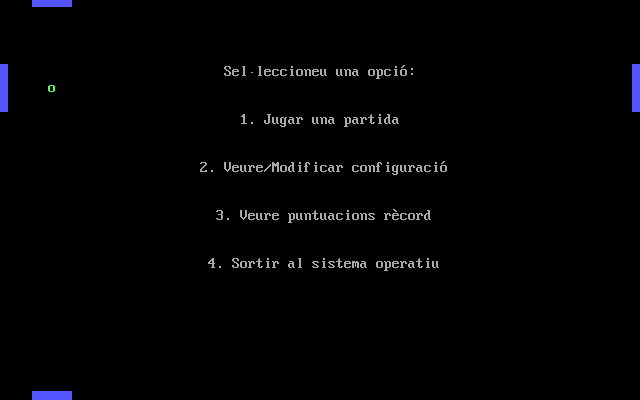 Sel·leccioneu una opció:
o
1. Jugar una partida
2. Veure/Modificar configuració
3. Veure puntuacions rècord
4. Sortir al sistema operatiu